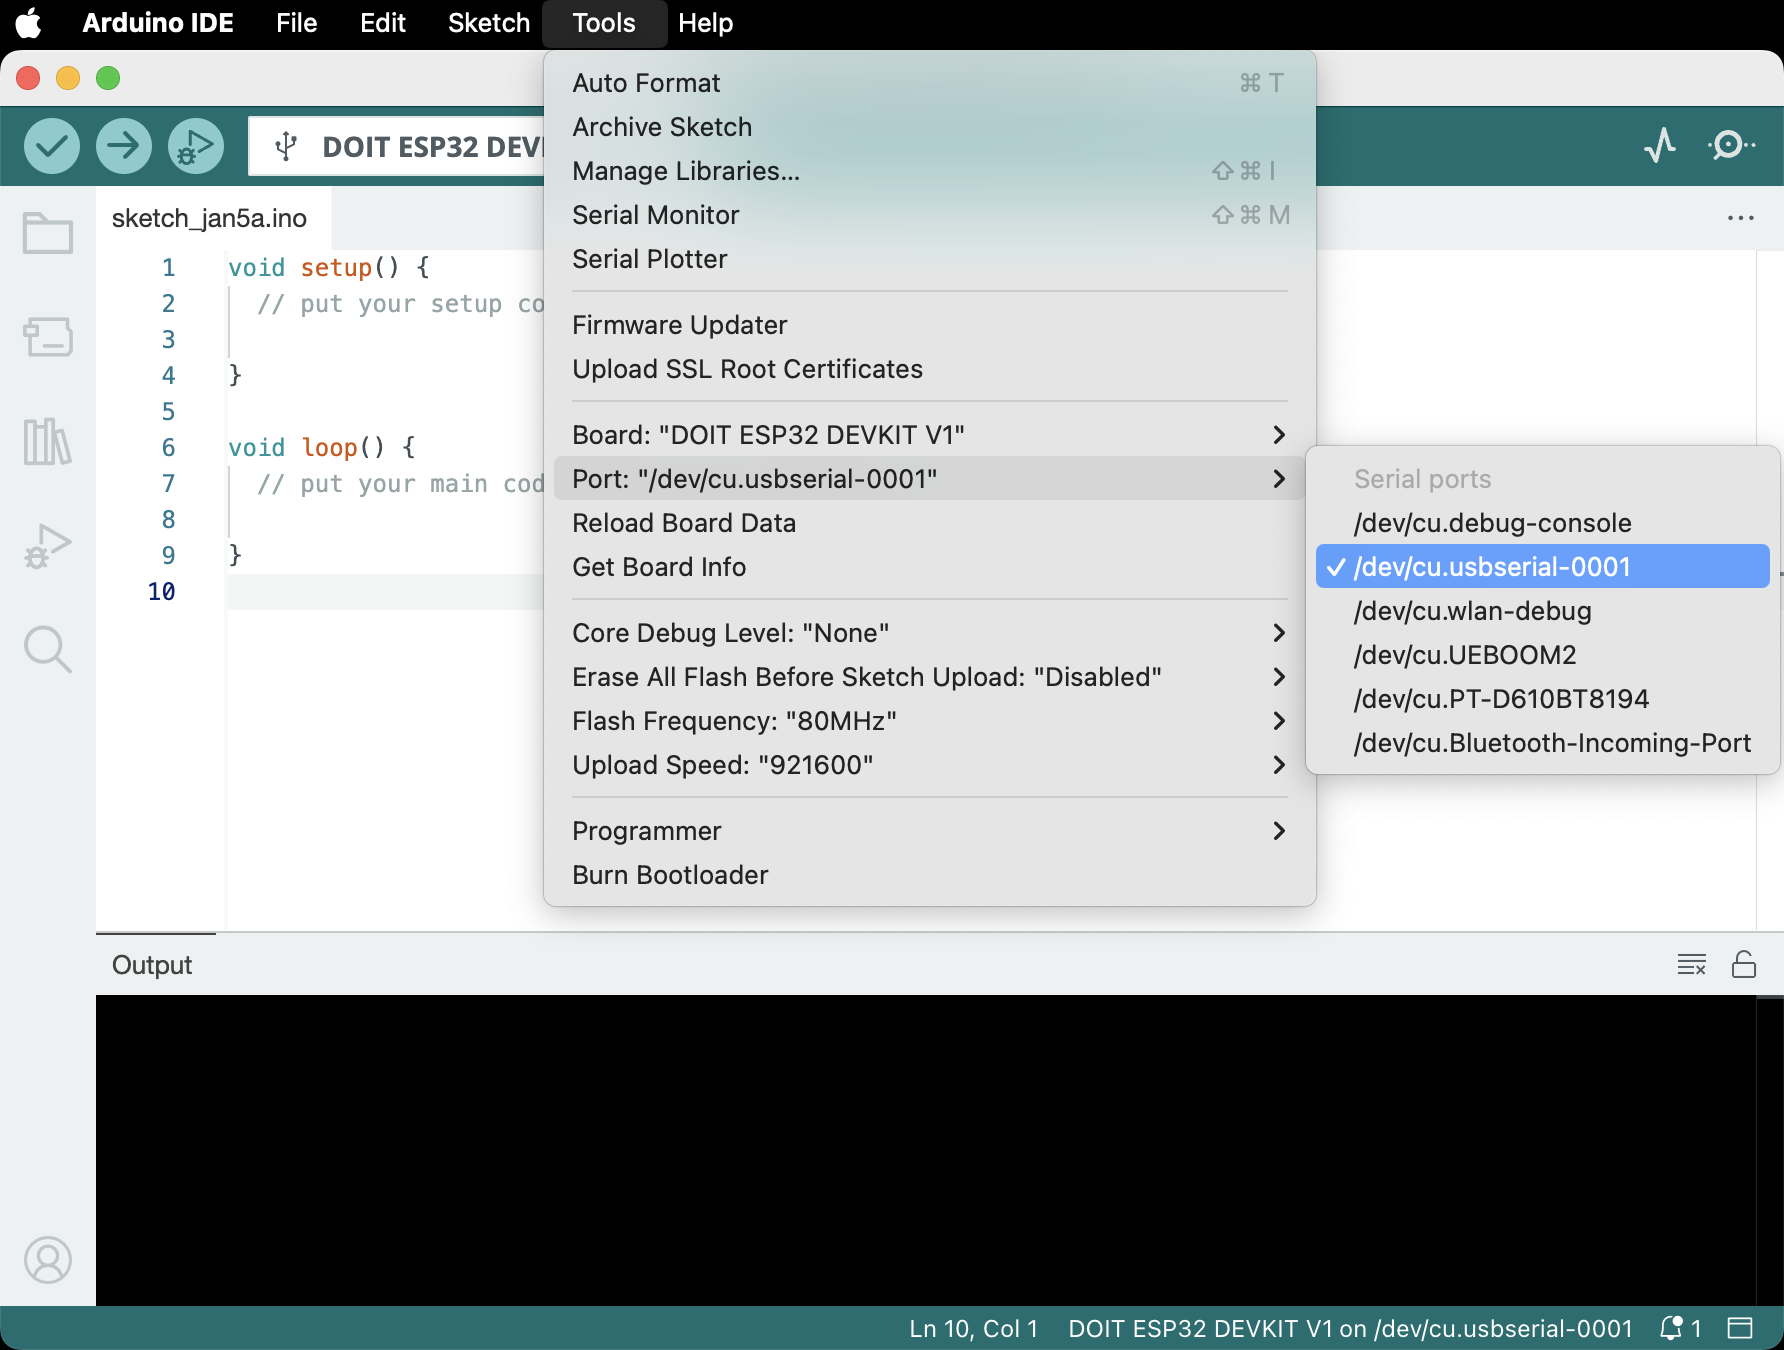 Arduino IDE File Edit Sketch Tools Help
DOIT ESP32 DEV
sketch_jan5a.ino
1 void setup() {
2 // put your setup co
3
4 }
5
6 void loop() {
7 // put your main cod
8
9 }
10
Auto Format ⌘ T
Archive Sketch
Manage Libraries... ⇧ ⌘ I
Serial Monitor ⇧ ⌘ M
Serial Plotter
Firmware Updater
Upload SSL Root Certificates
Board: "DOIT ESP32 DEVKIT V1"
Port: "/dev/cu.usbserial-0001"
Reload Board Data
Get Board Info
Core Debug Level: "None"
Erase All Flash Before Sketch Upload: "Disabled"
Flash Frequency: "80MHz"
Upload Speed: "921600"
Programmer
Burn Bootloader
Serial ports
/dev/cu.debug-console
✓ /dev/cu.usbserial-0001
/dev/cu.wlan-debug
/dev/cu.UEBOOM2
/dev/cu.PT-D610BT8194
/dev/cu.Bluetooth-Incoming-Port
Output
Ln 10, Col 1 DOIT ESP32 DEVKIT V1 on /dev/cu.usbserial-0001 1